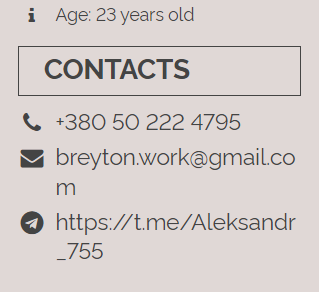 Age: 23 years old
CONTACTS
+380 50 222 4795
breyton.work@gmail.co
m
https://t.me/Aleksandr
_755